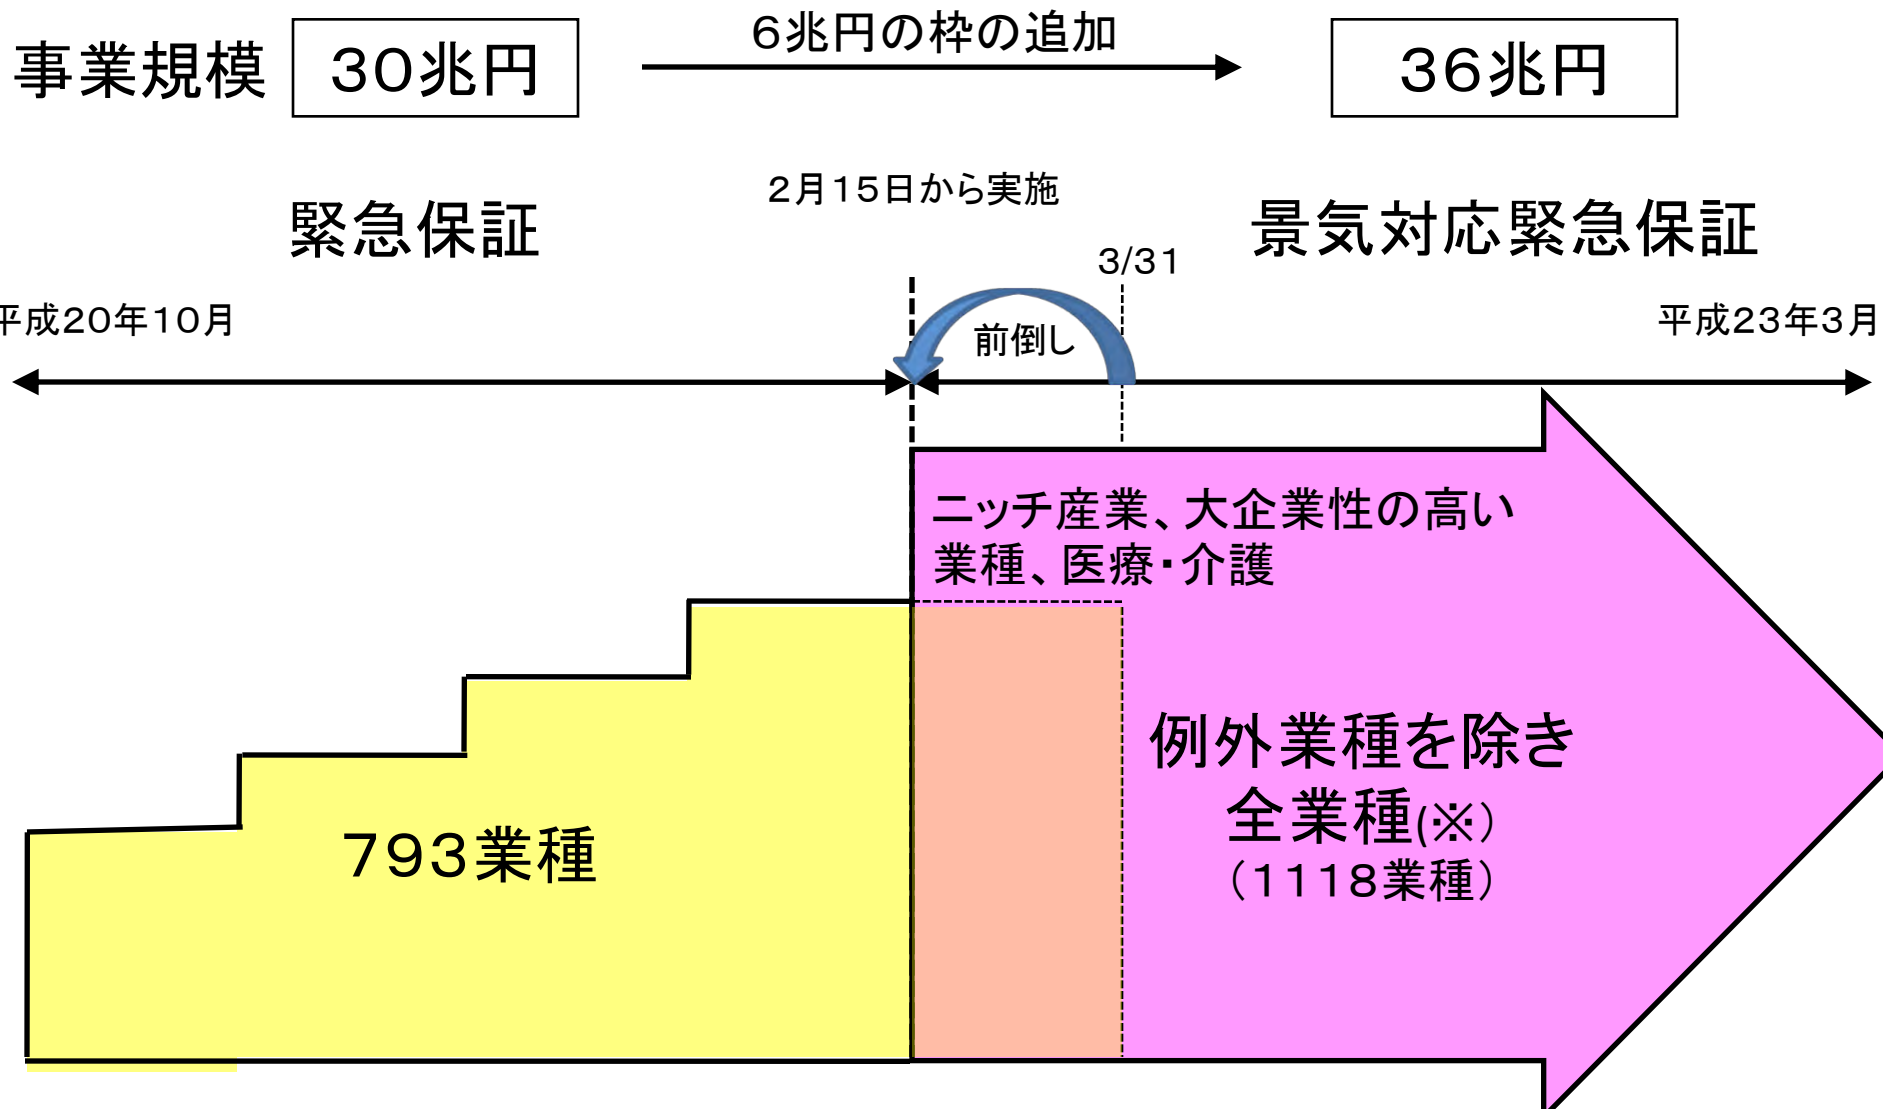 事業規模
30兆円
6兆円の枠の追加
36兆円
2月15日から実施
緊急保証
景気対応緊急保証
3/31
平成20年10月
前倒し
平成23年3月
ニッチ産業、大企業性の高い
業種、医療・介護
例外業種を除き
全業種(※)
793業種
(1118業種)